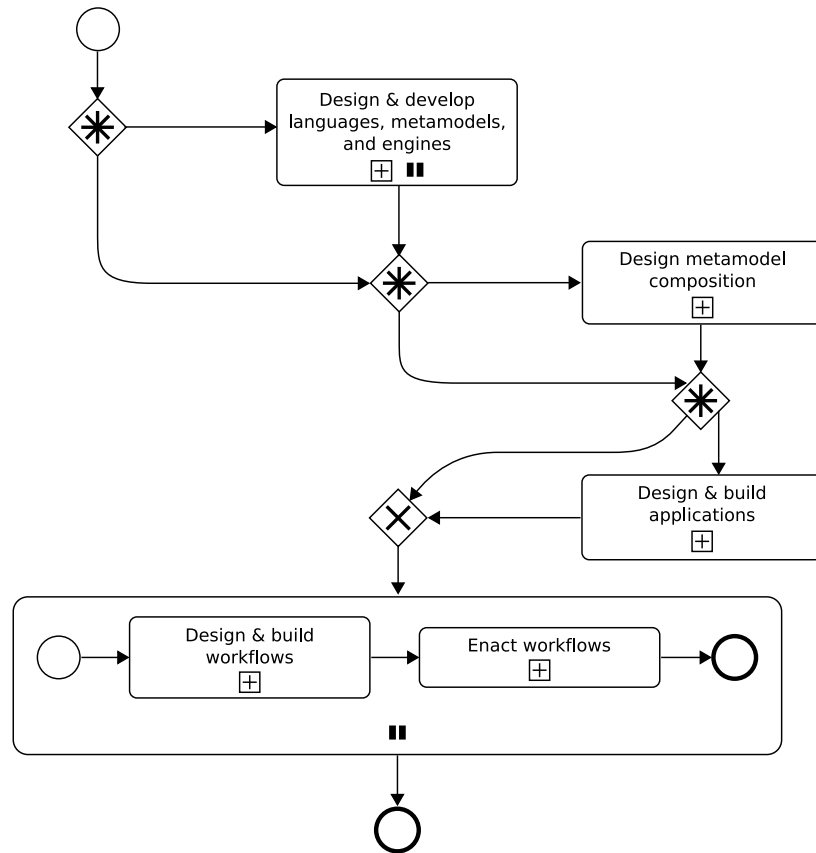 Design & develop
languages, metamodels,
and engines
Design metamodel
composition
Design & build
applications
Design & build
workflows
Enact workflows